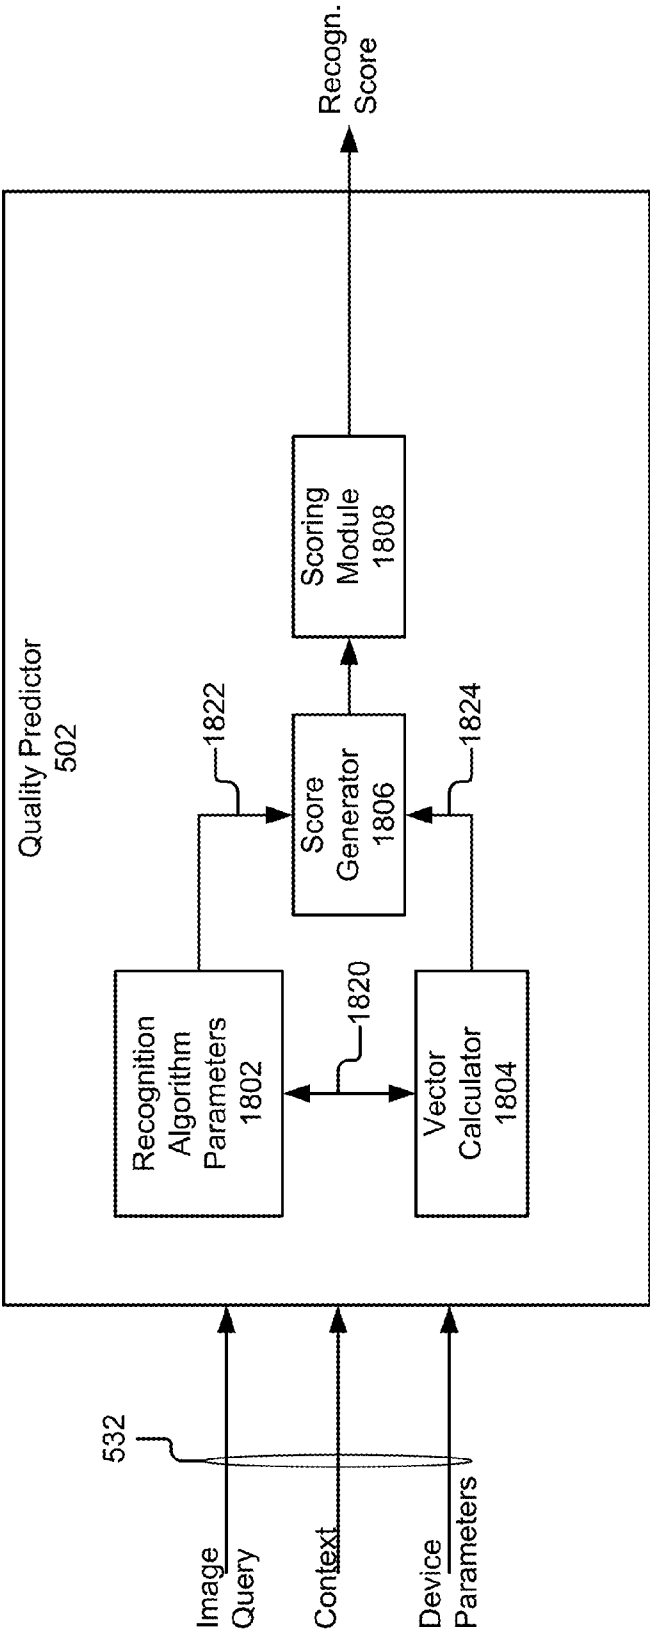 Quality Predictor
502
532
Image
Query
Context
Device
Parameters
Recognition
Algorithm
Parameters
1802
1820
Vector
Calculator
1804
1822
Score
Generator
1806
1824
Scoring
Module
1808
Recogn.
Score